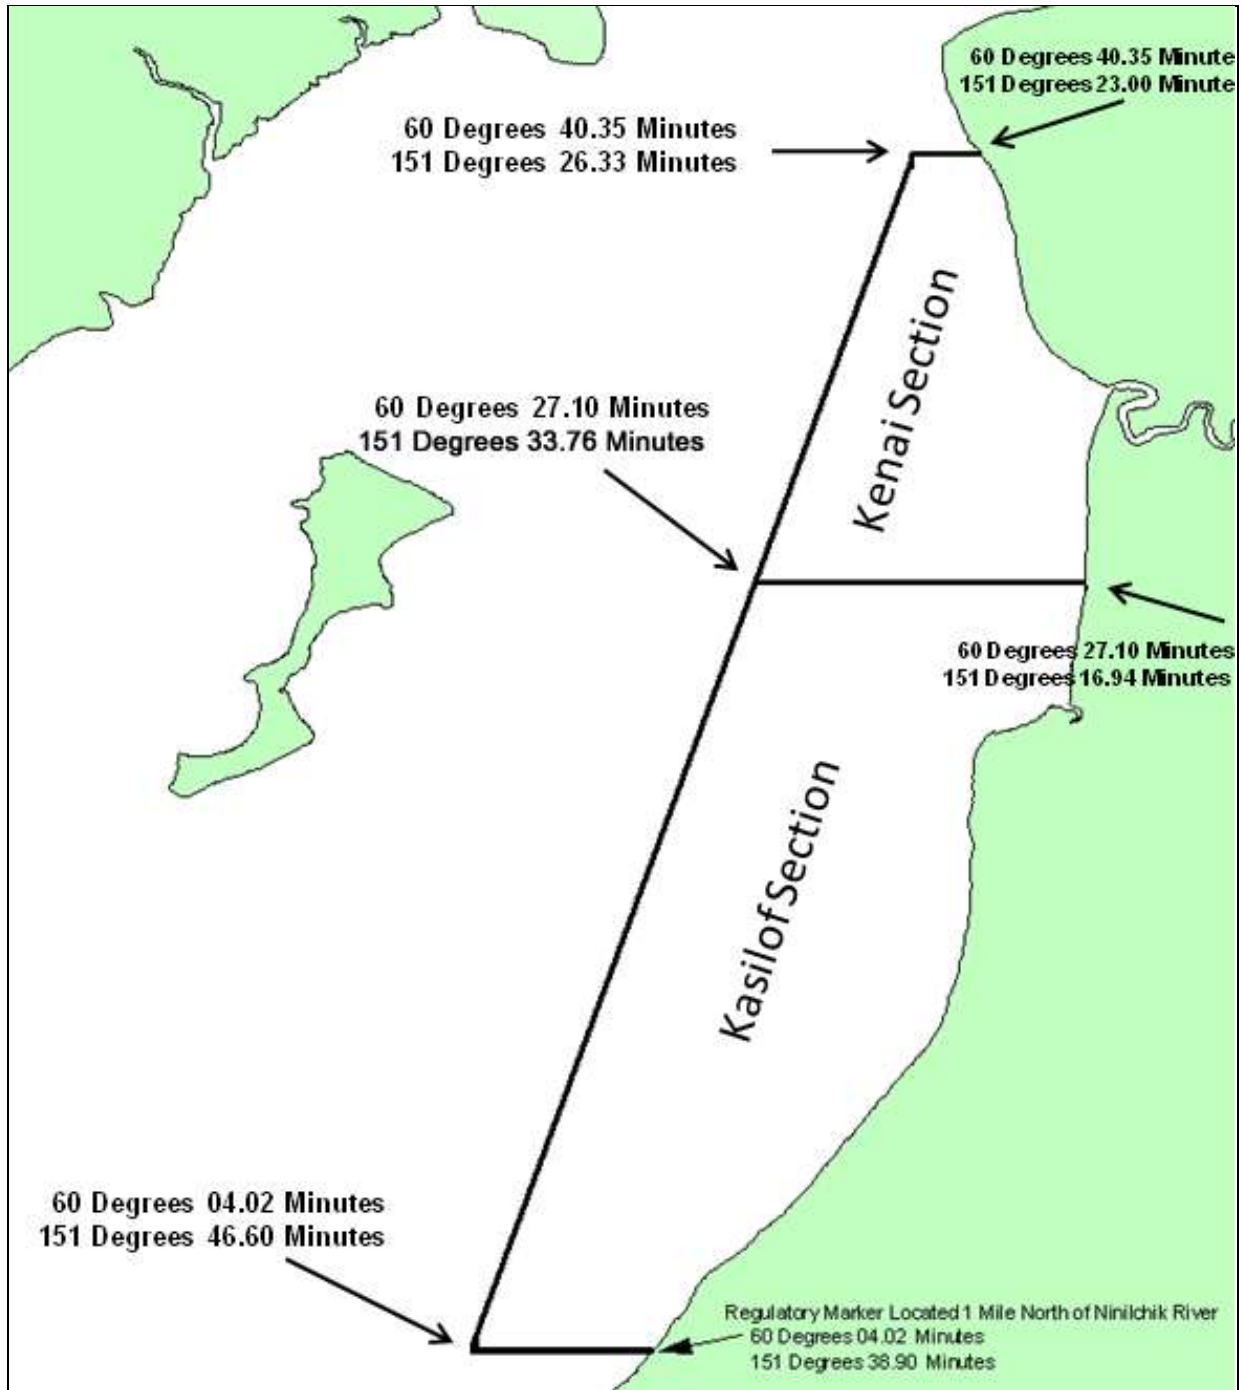 60 Degrees 40.35 Minute
151 Degrees 23.00 Minute
60 Degrees 40.35 Minutes
151 Degrees 26.33 Minutes
Kenai Section
60 Degrees 27.10 Minutes
151 Degrees 33.76 Minutes
60 Degrees 27.10 Minutes
151 Degrees 16.94 Minutes
Kasilof Section
60 Degrees 04.02 Minutes
151 Degrees 46.60 Minutes
Regulatory Marker Located 1 Mile North of Ninilchik River
60 Degrees 04.02 Minutes
151 Degrees 38.90 Minutes